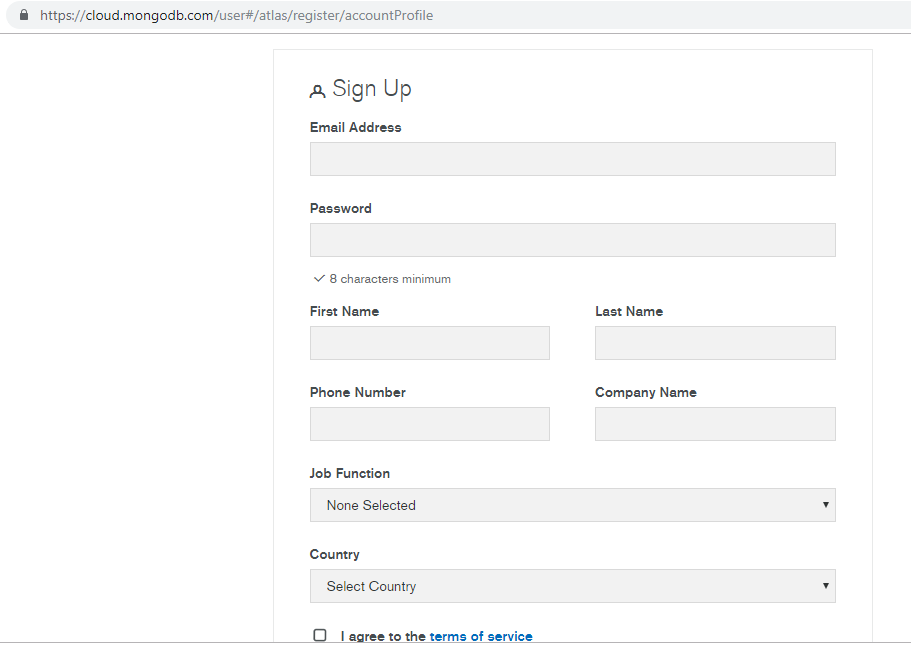 https://cloud.mongodb.com/user#/atlas/register/accountProfile
Sign Up
Email Address
Password
8 characters minimum
First Name Last Name
Phone Number Company Name
Job Function
None Selected
Country
Select Country
I agree to the terms of service